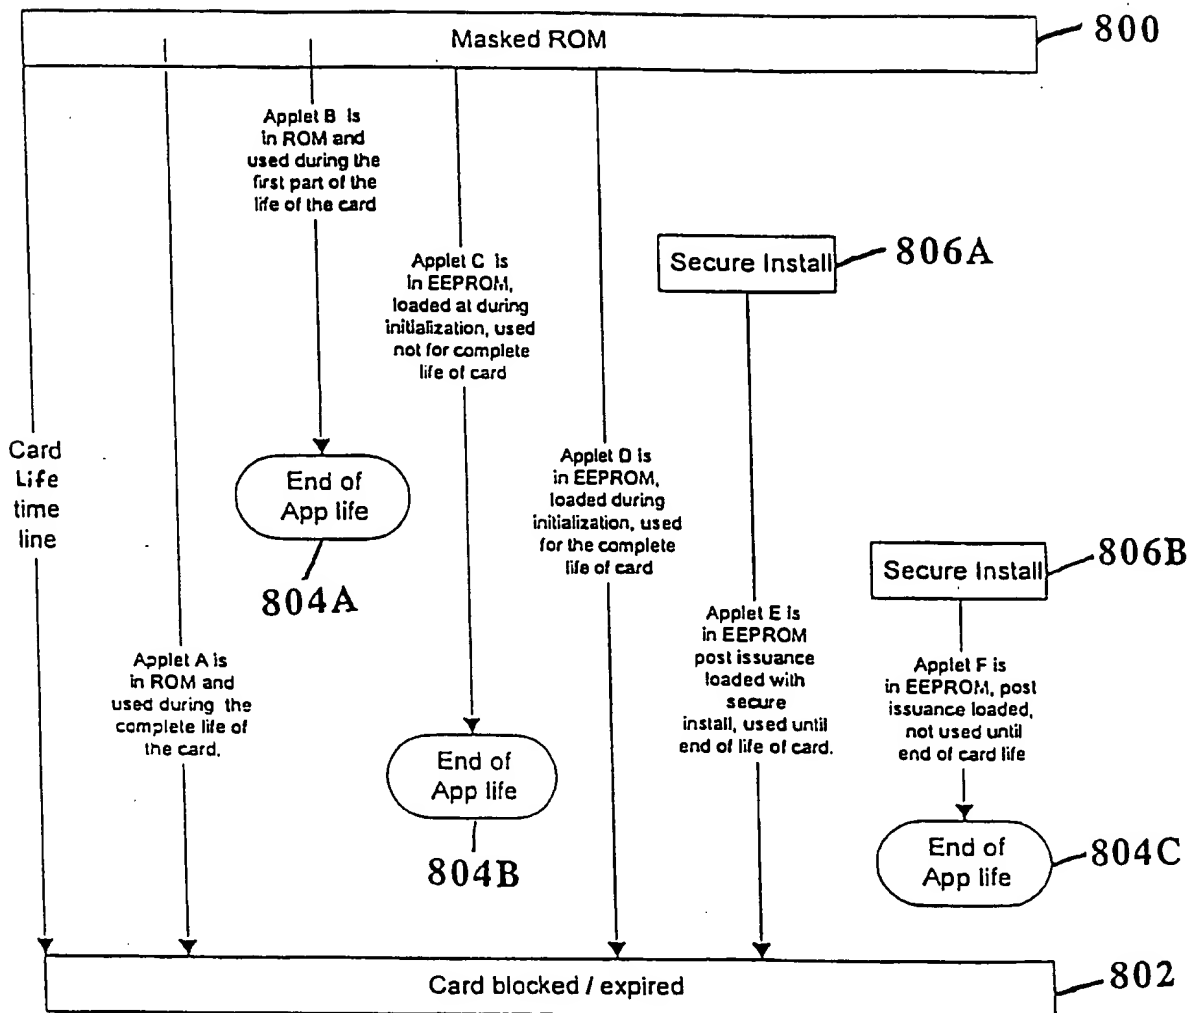 Masked ROM
800
Applet B is
in ROM and
used during the
first part of the
life of the card
Applet C is
in EEPROM,
loaded at during
initialization, used
not for complete
life of card
Secure Install
806A
Card
Life
time
line
End of
App life
804A
Applet D is
in EEPROM,
loaded during
initialization, used
for the complete
life of card
Secure Install
806B
Applet A is
in ROM and
used during the
complete life of
the card.
Applet E is
in EEPROM
post issuance
loaded with
secure
install, used until
end of life of card.
Applet F is
in EEPROM, post
issuance loaded,
not used until
end of card life
End of
App life
804B
End of
App life
804C
Card blocked / expired
802